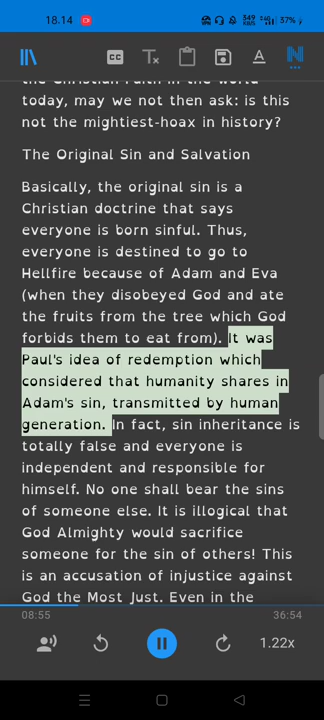 18.14
349
KB/S
240
37%
CC
the Christian Faith in the world
today, may we not then ask: is this
not the mightiest-hoax in history?
The Original Sin and Salvation
Basically, the original sin is a
Christian doctrine that says
everyone is born sinful. Thus,
everyone is destined to go to
Hellfire because of Adam and Eva
(when they disobeyed God and ate
the fruits from the tree which God
forbids them to eat from). It was
Paul's idea of redemption which
considered that humanity shares in
Adam's sin, transmitted by human
generation. In fact, sin inheritance is
totally false and everyone is
independent and responsible for
himself. No one shall bear the sins
of someone else. It is illogical that
God Almighty would sacrifice
someone for the sin of others! This
is an accusation of injustice against
God the Most Just. Even in the
08:55
36:54
1.22x